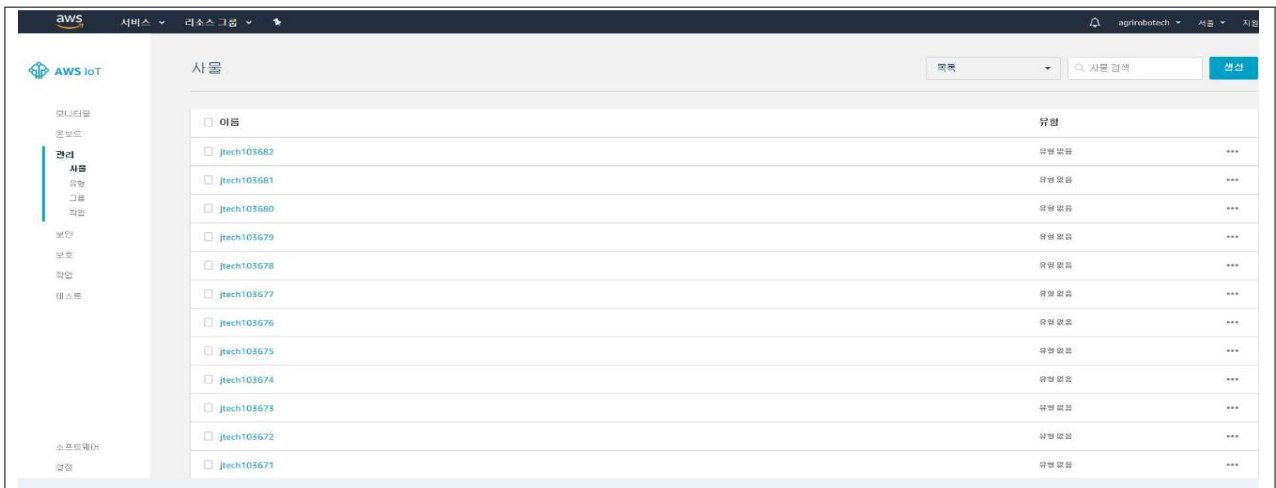 aws 서비스 리소스 그룹 agrirobotech 서울 지원
AWS IoT
모니터링
온보드
관리
사물
유형
그룹
작업
보안
보호
작업
테스트
소프트웨어
설정
사물 목록 사물 검색 생성
이름 유형
jtech103682 유형 없음 •••
jtech103681 유형 없음 •••
jtech103680 유형 없음 •••
jtech103679 유형 없음 •••
jtech103678 유형 없음 •••
jtech103677 유형 없음 •••
jtech103676 유형 없음 •••
jtech103675 유형 없음 •••
jtech103674 유형 없음 •••
jtech103673 유형 없음 •••
jtech103672 유형 없음 •••
jtech103671 유형 없음 •••